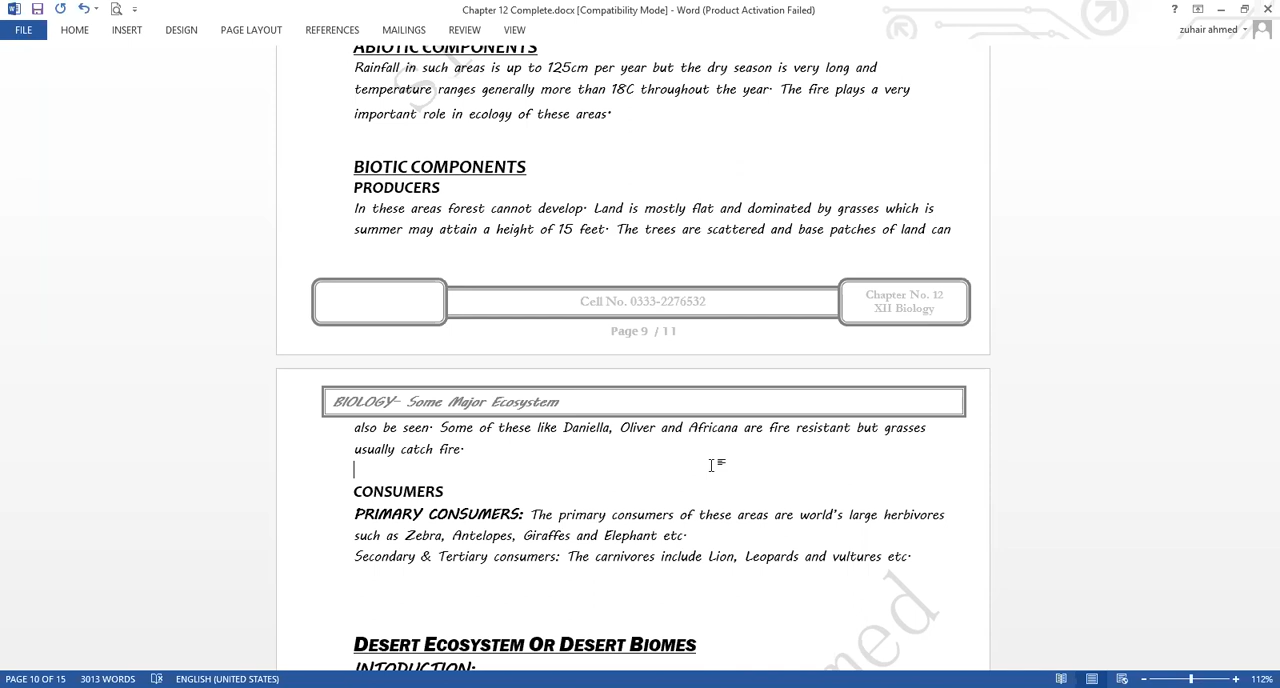 Chapter 12 Complete.docx [Compatibility Mode] - Word (Product Activation Failed)
FILE HOME INSERT DESIGN PAGE LAYOUT REFERENCES MAILINGS REVIEW VIEW zuhair ahmed
ABIOTIC COMPONENTS
Rainfall in such areas is up to 125cm per year but the dry season is very long and
temperature ranges generally more than 18C throughout the year. The fire plays a very
important role in ecology of these areas.
BIOTIC COMPONENTS
PRODUCERS
In these areas forest cannot develop. Land is mostly flat and dominated by grasses which is
summer may attain a height of 15 feet. The trees are scattered and base patches of land can
Cell No. 0333-2276532
Chapter No. 12
XII Biology
Page 9 / 11
BIOLOGY- Some Major Ecosystem
also be seen. Some of these like Daniella, Oliver and Africana are fire resistant but grasses
usually catch fire.
CONSUMERS
PRIMARY CONSUMERS: The primary consumers of these areas are world's large herbivores
such as Zebra, Antelopes, Giraffes and Elephant etc.
Secondary & Tertiary consumers: The carnivores include Lion, Leopards and vultures etc.
DESERT ECOSYSTEM OR DESERT BIOMES
INTODUCTION:
PAGE 10 OF 15 3013 WORDS ENGLISH (UNITED STATES) 112%